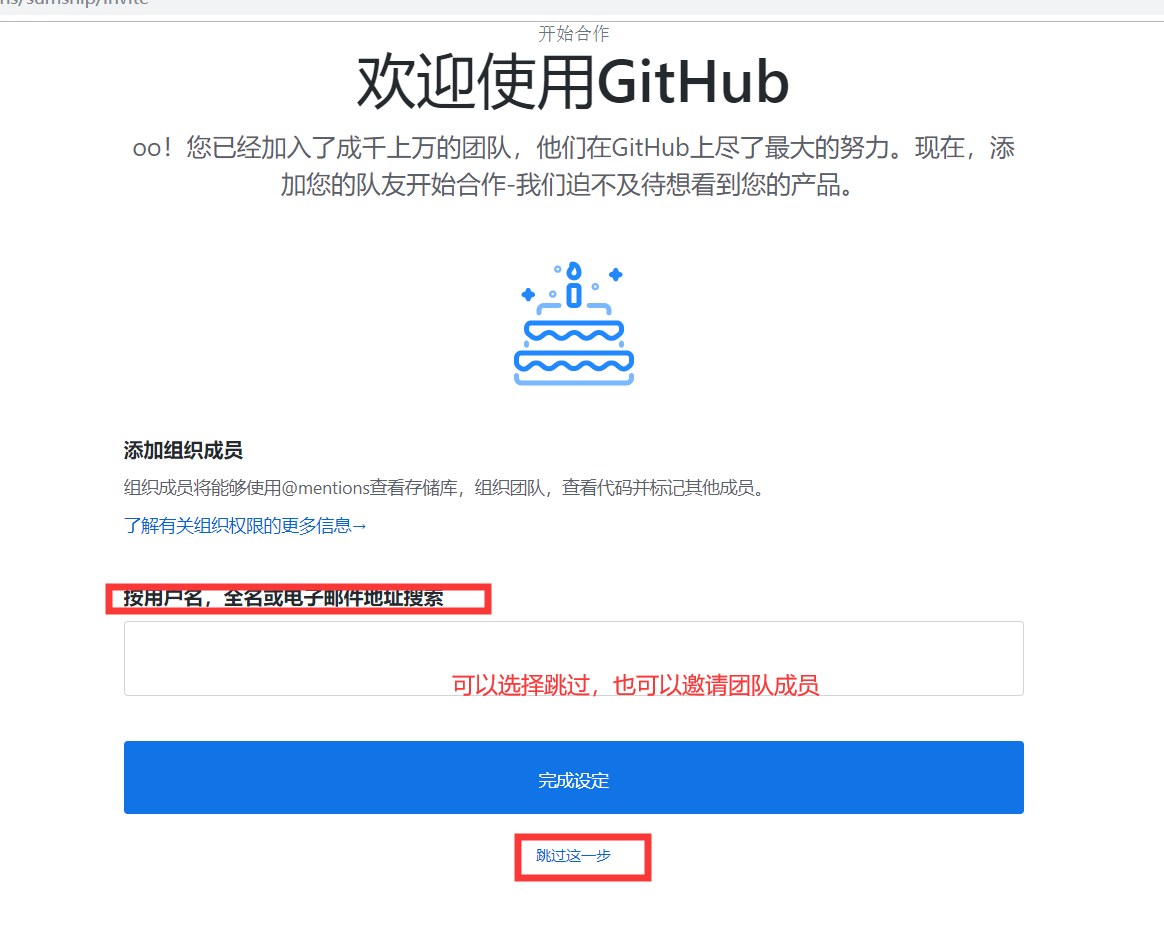 开始合作
欢迎使用GitHub
oo！您已经加入了成千上万的团队，他们在GitHub上尽了最大的努力。现在，添
加您的队友开始合作-我们迫不及待想看到您的产品。
添加组织成员
组织成员将能够使用@mentions查看存储库，组织团队，查看代码并标记其他成员。
了解有关组织权限的更多信息→
按用户名，全名或电子邮件地址搜索
可以选择跳过，也可以邀请团队成员
完成设定
跳过这一步